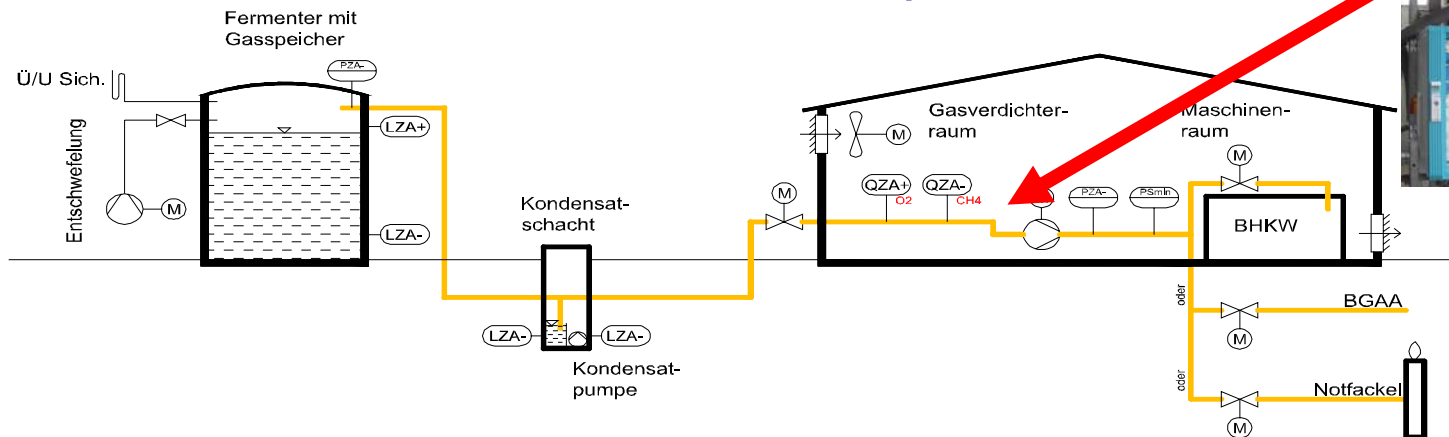 Fermenter mit
Gasspeicher
Ü/U Sich.
PZA-
LZA+
Entschwefelung
M
LZA-
Kondensat-
schacht
LZA-
LZA-
Kondensat-
pumpe
M
Gasverdichter-
raum
M
QZA+
O2
QZA-
CH4
PZA-
PSmin
Maschinen-
raum
M
BHKW
oder
BGAA
M
oder
Notfackel
M